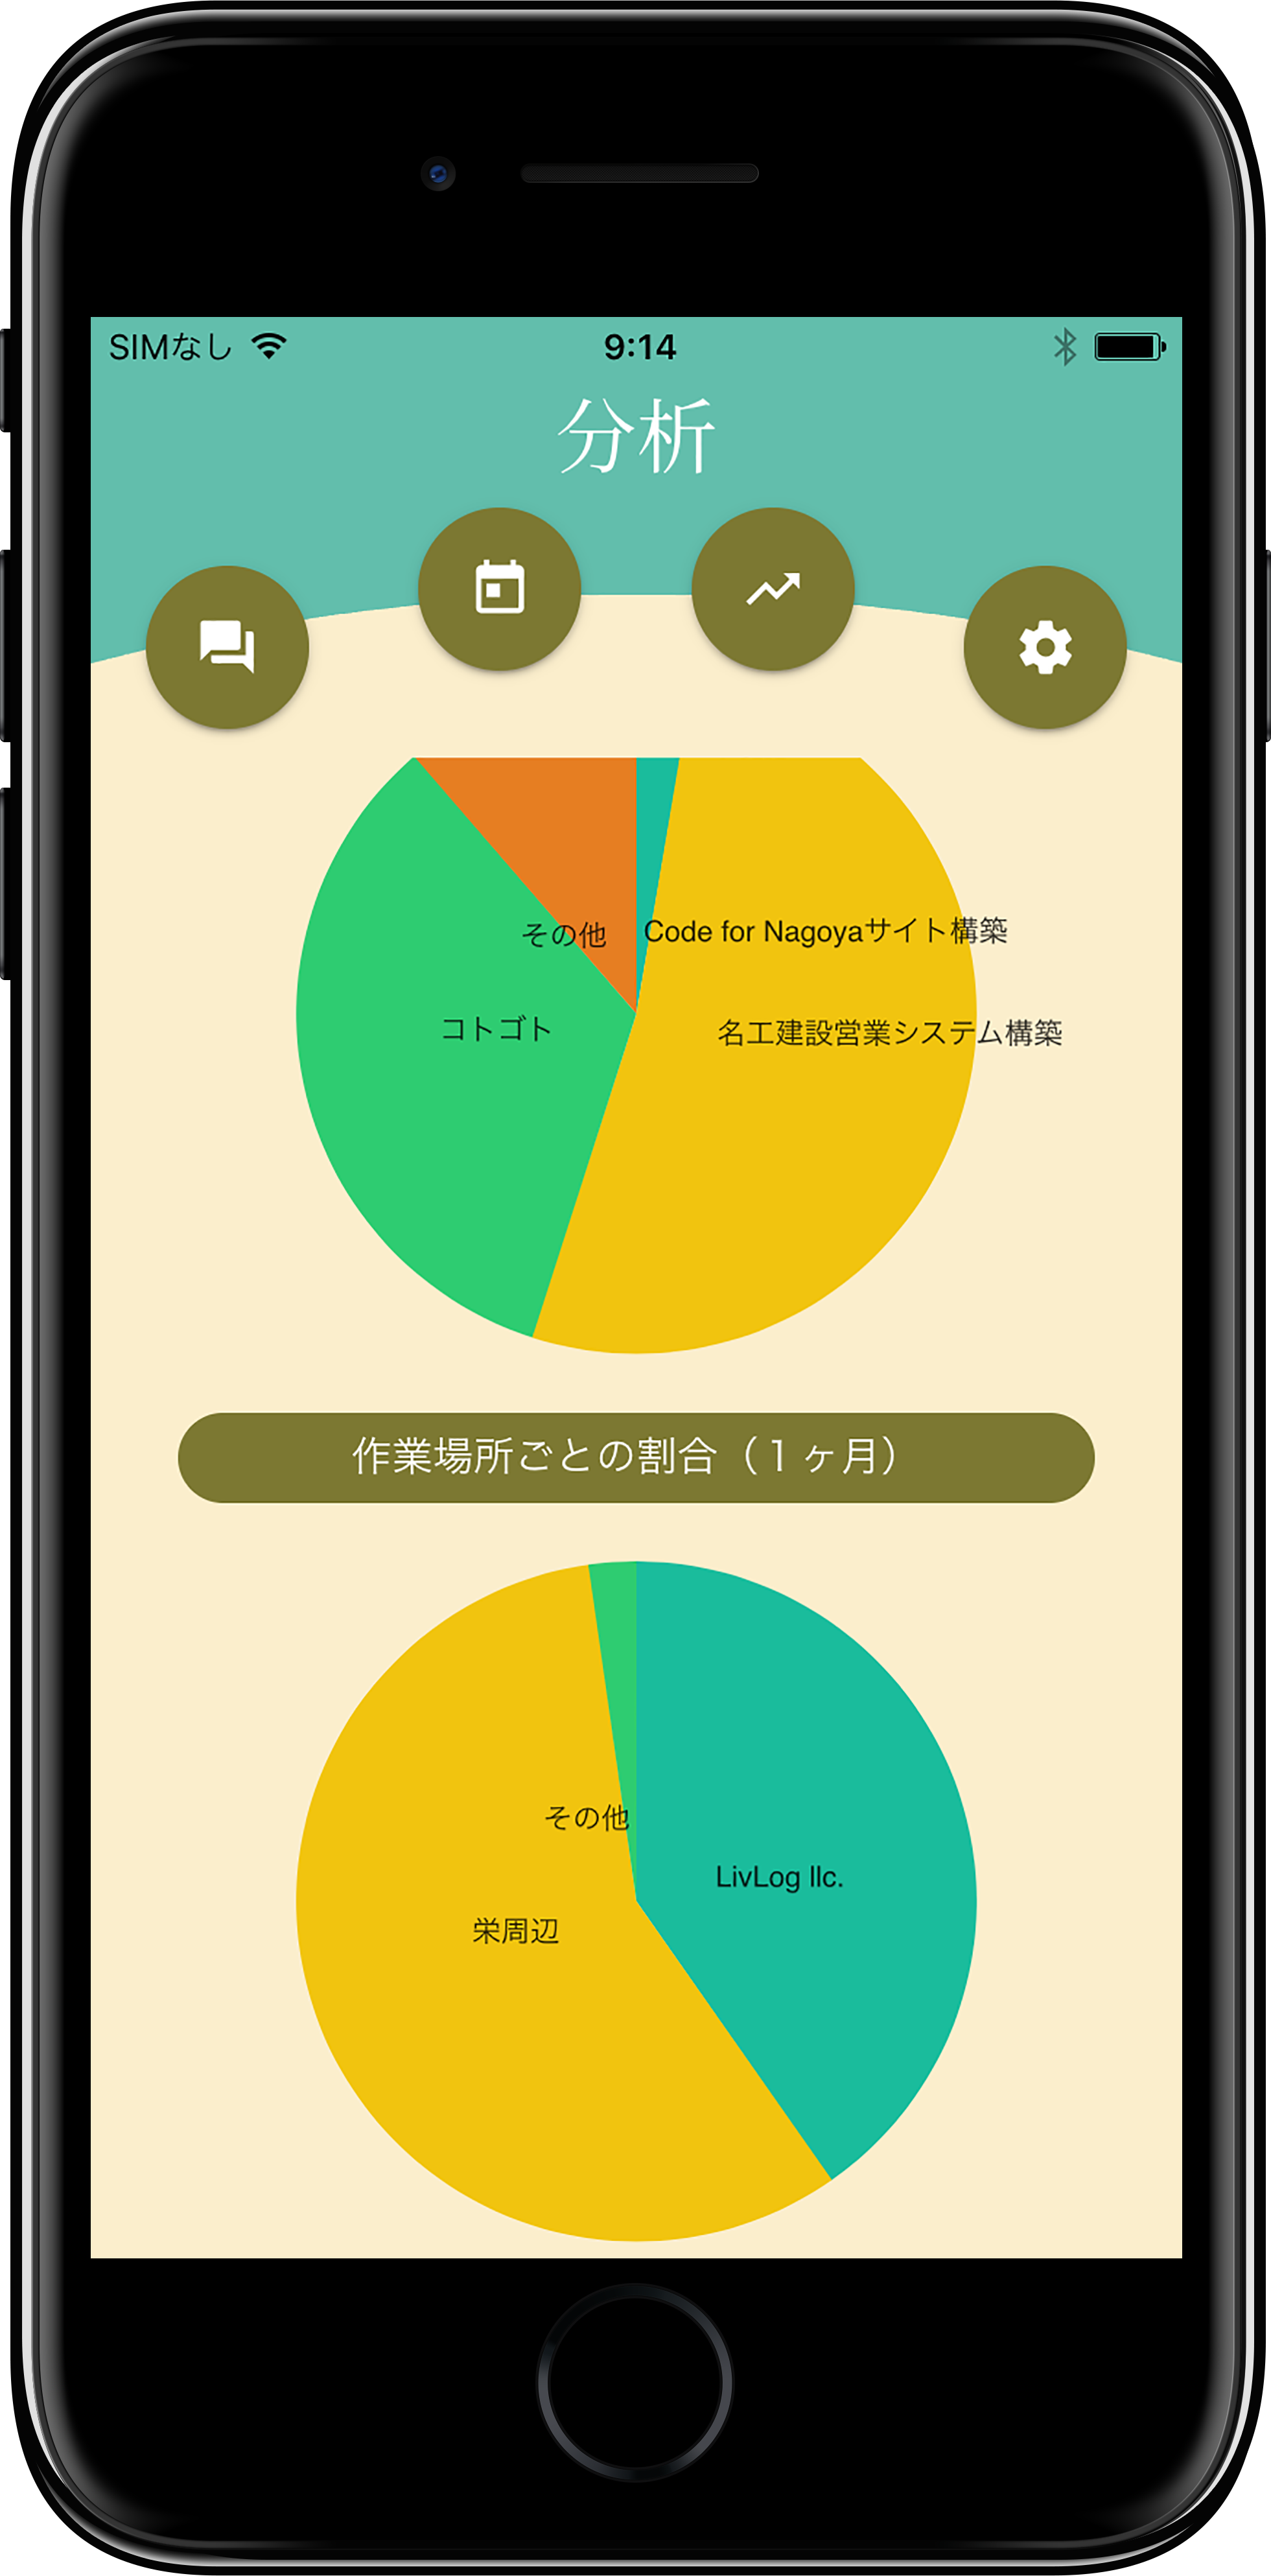 SIMなし 9:14
分析
その他 Code for Nagoyaサイト構築
コトゴト 名工建設営業システム構築
作業場所ごとの割合（１ヶ月）
その他
LivLog llc.
栄周辺